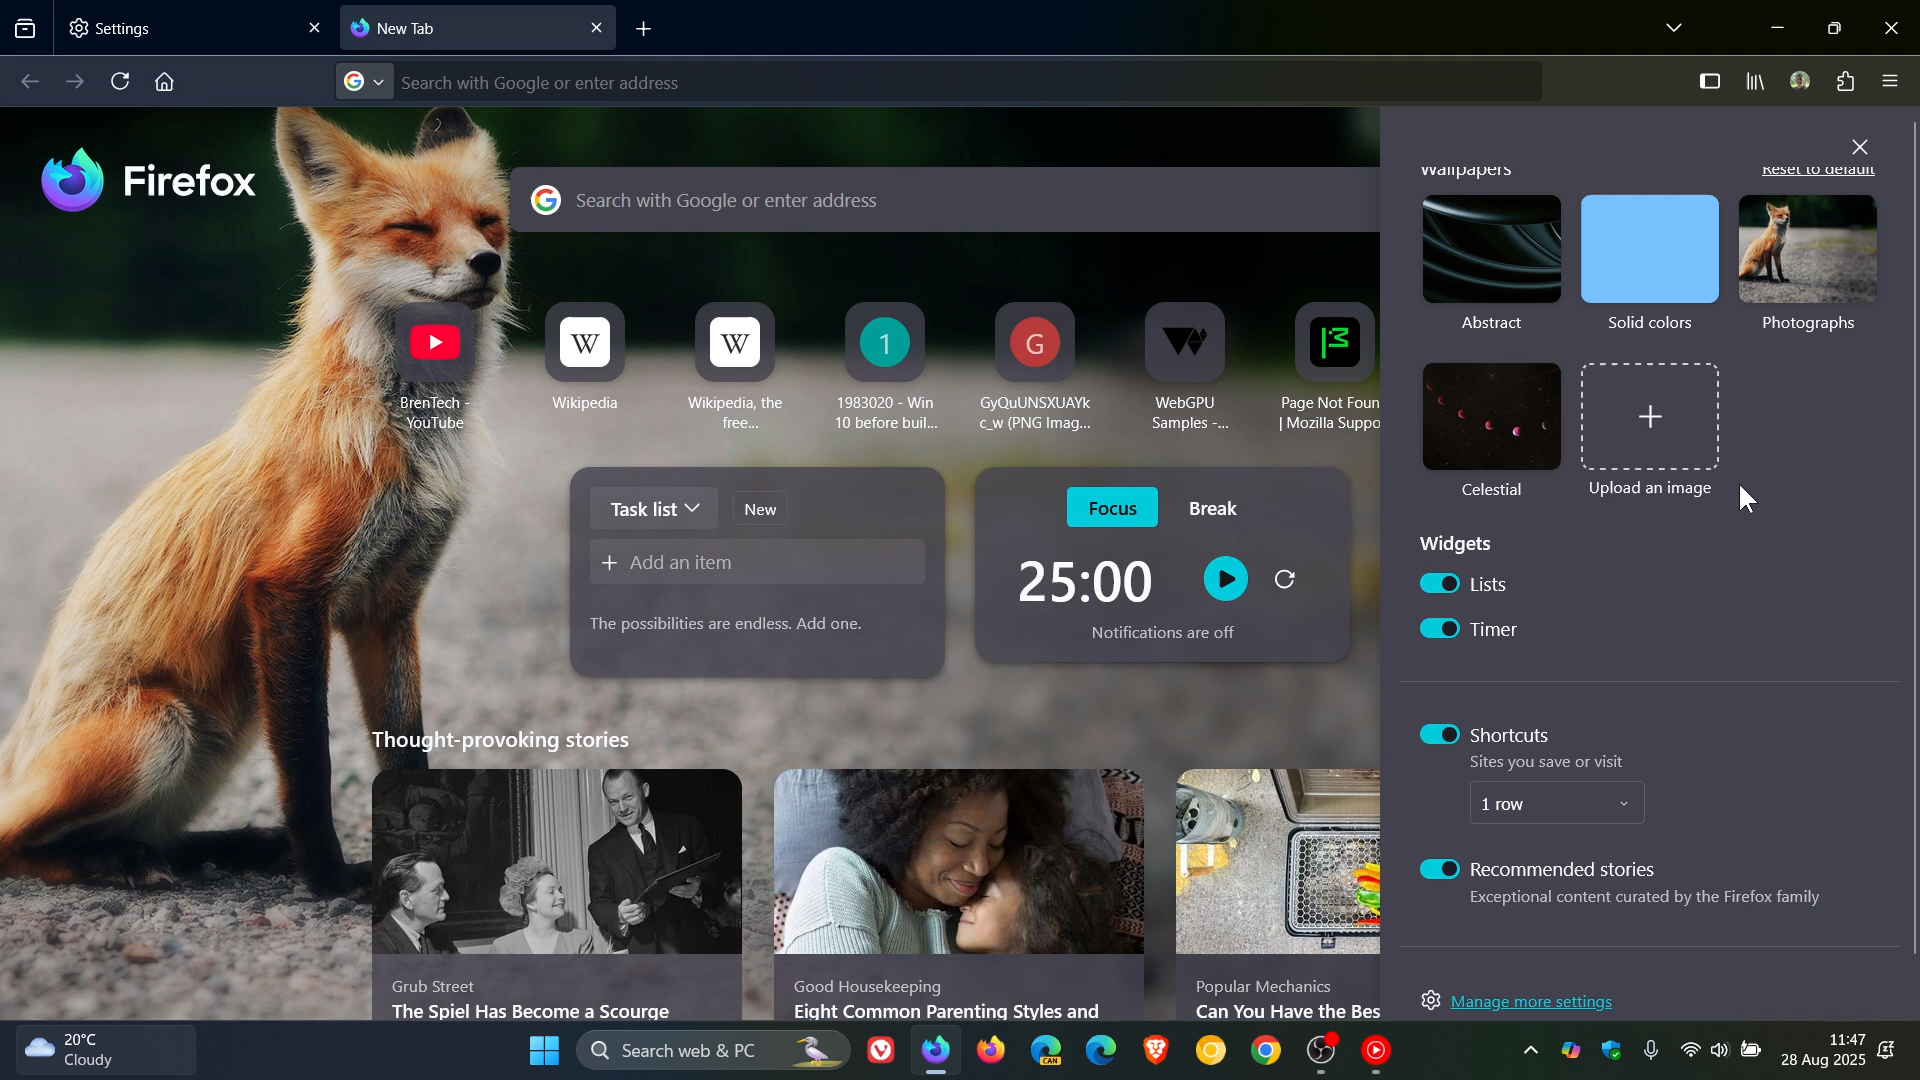 Settings
New Tab
Search with Google or enter address
Firefox
Search with Google or enter address
BrenTech -
YouTube
Wikipedia
Wikipedia, the
free...
1
1983020 - Win
10 before buil...
G
GyQuUNSXUAYk
c_w (PNG Imag...
WebGPU
Samples -...
Page Not Foun
| Mozilla Suppo
Task list
New
Add an item
The possibilities are endless. Add one.
Focus
Break
25:00
Notifications are off
Thought-provoking stories
Grub Street
The Spiel Has Become a Scourge
Good Housekeeping
Eight Common Parenting Styles and
Popular Mechanics
Can You Have the Bes
Wallpapers
Reset to default
Abstract
Solid colors
Photographs
Celestial
Upload an image
Widgets
Lists
Timer
Shortcuts
Sites you save or visit
1 row
Recommended stories
Exceptional content curated by the Firefox family
Manage more settings
20°C
Cloudy
Search web & PC
CAN
11:47
28 Aug 2025